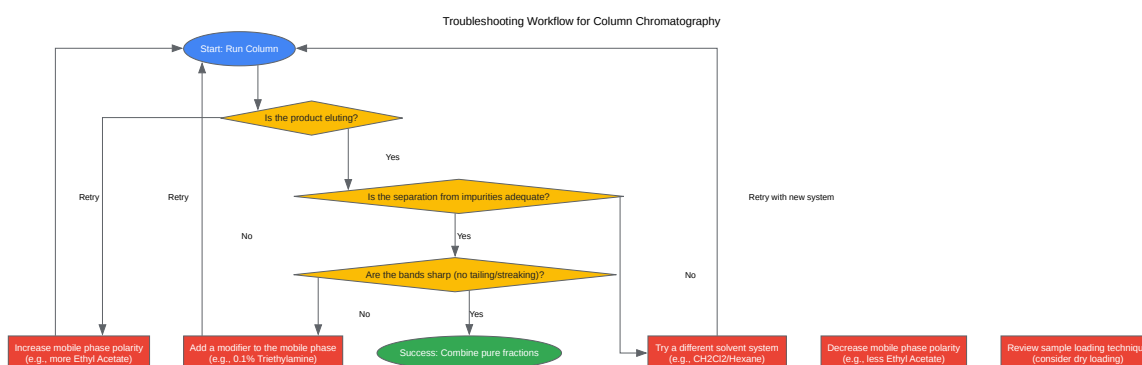 Troubleshooting Workflow for Column Chromatography
Start: Run Column
Is the product eluting?
Yes
Retry
Retry
Is the separation from impurities adequate?
Retry with new system
No
Yes
Are the bands sharp (no tailing/streaking)?
No
No
Yes
Increase mobile phase polarity
(e.g., more Ethyl Acetate)
Add a modifier to the mobile phase
(e.g., 0.1% Triethylamine)
Success: Combine pure fractions
Try a different solvent system
(e.g., CH2Cl2/Hexane)
Decrease mobile phase polarity
(e.g., less Ethyl Acetate)
Review sample loading techniqu
(consider dry loading)